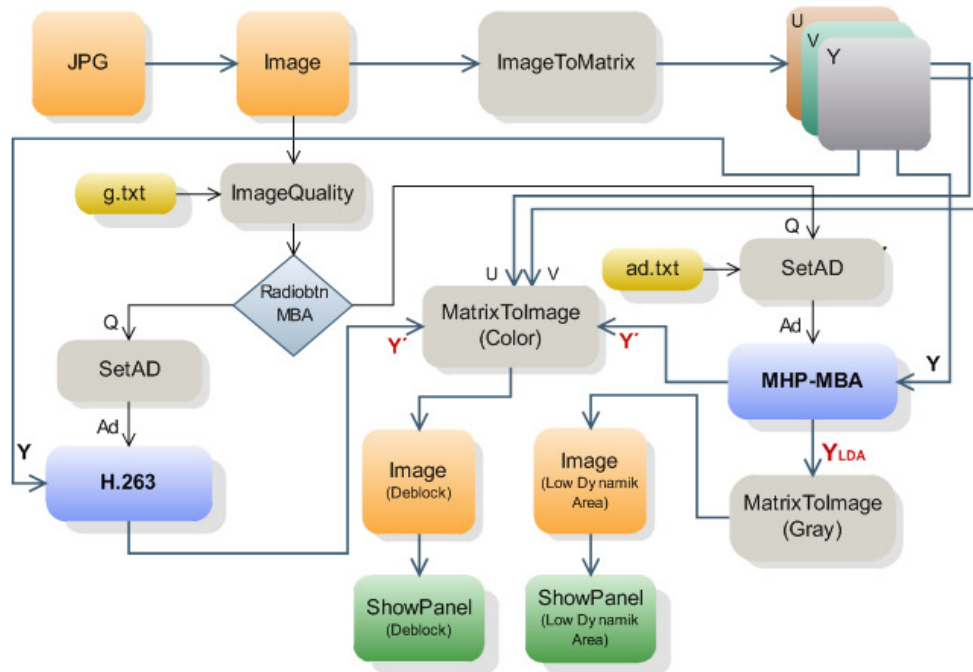 JPG
Image
ImageToMatrix
U
V
Y
g.txt
ImageQuality
Q
ad.txt
SetAD
Radiobtn
MBA
U
V
Q
MatrixToImage
(Color)
Ad
SetAD
Y´
Y´
MHP-MBA
Y
Ad
Y
H.263
Image
(Deblock)
Image
(Low Dynamik
Area)
YLDA
MatrixToImage
(Gray)
ShowPanel
(Deblock)
ShowPanel
(Low Dynamik
Area)